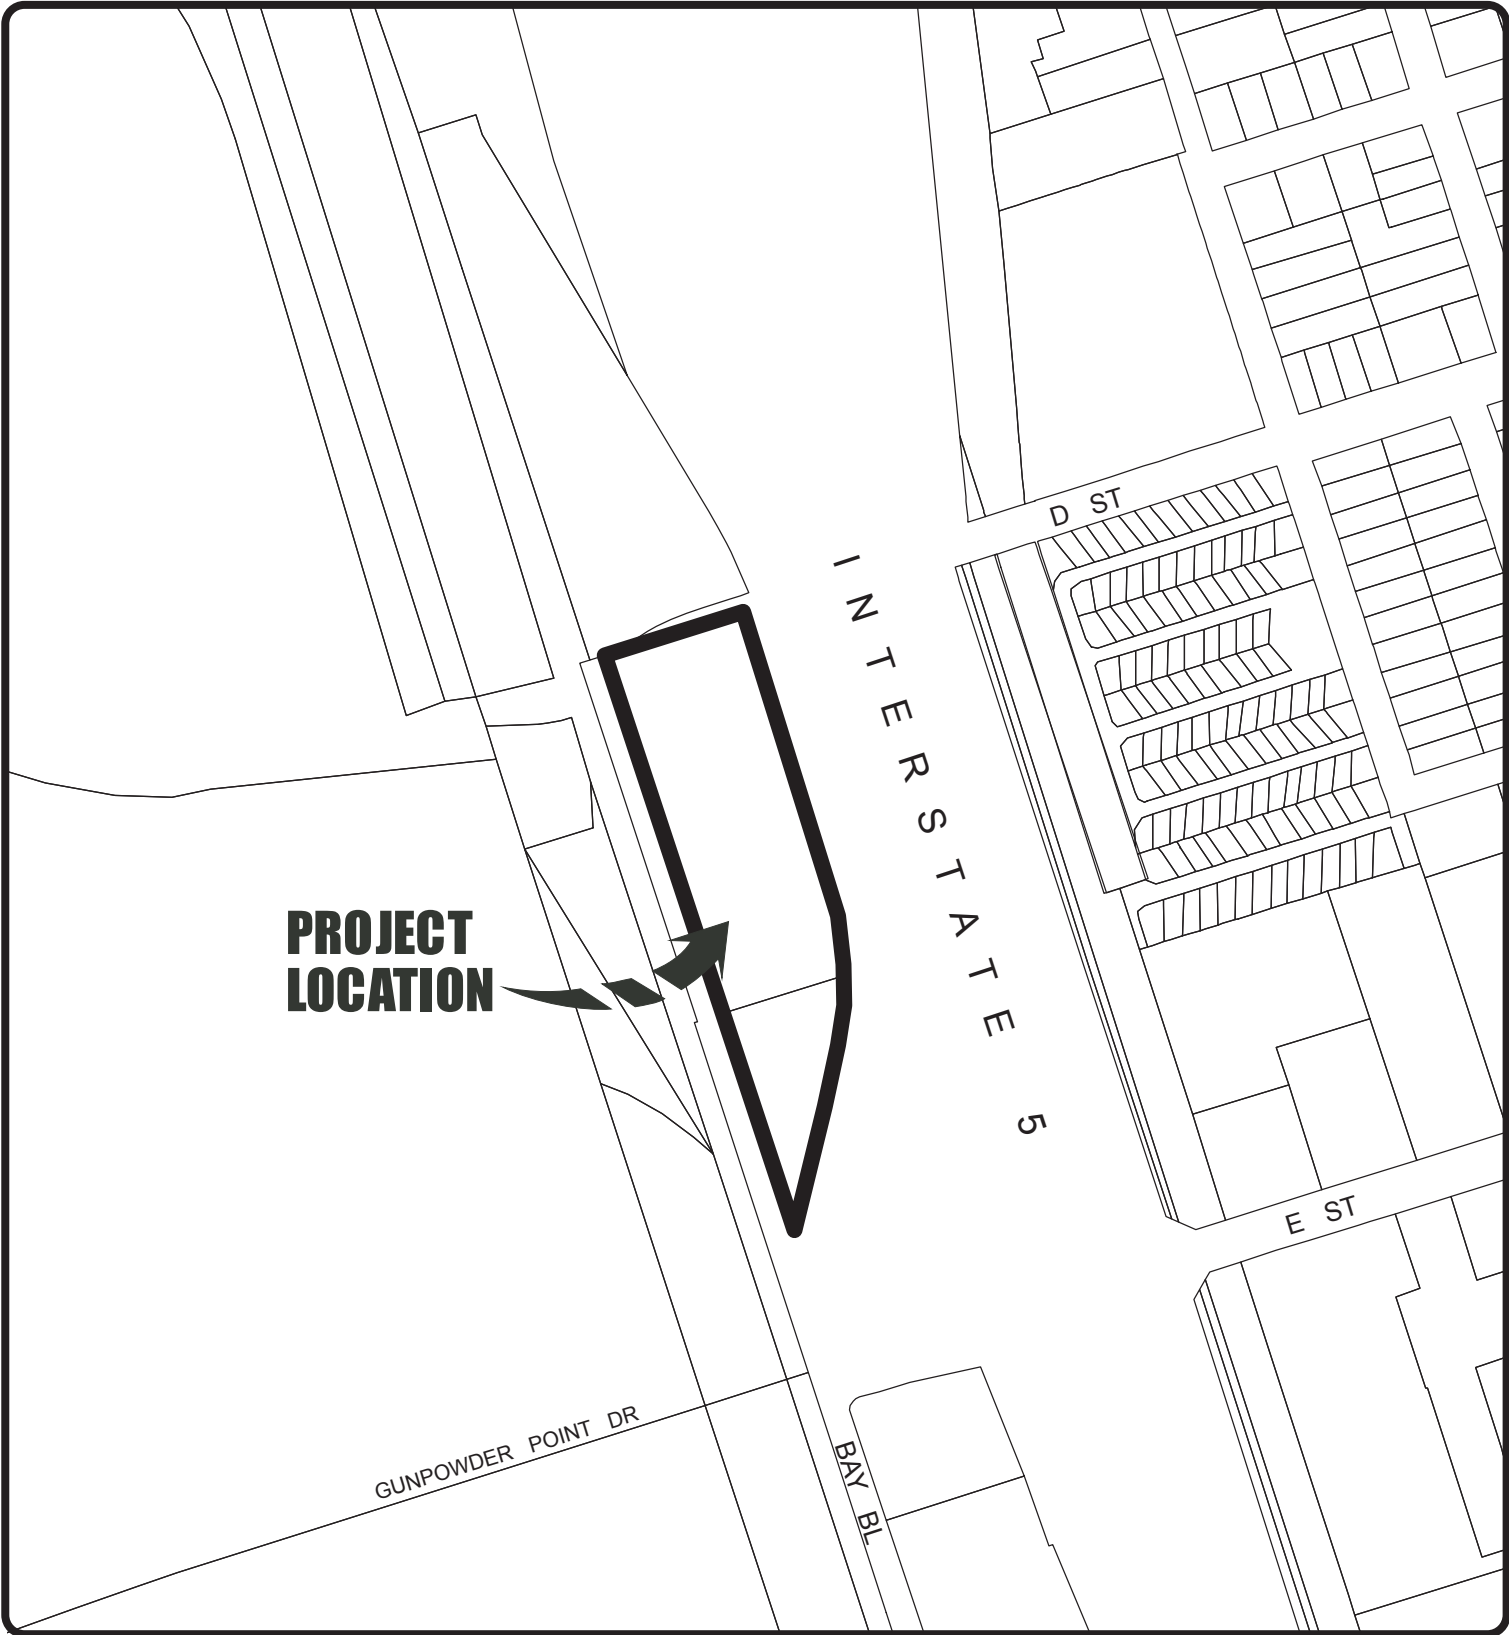 D ST
INTERSTATE 5
PROJECT
LOCATION
E ST
GUNPOWDER POINT DR
BAY BL